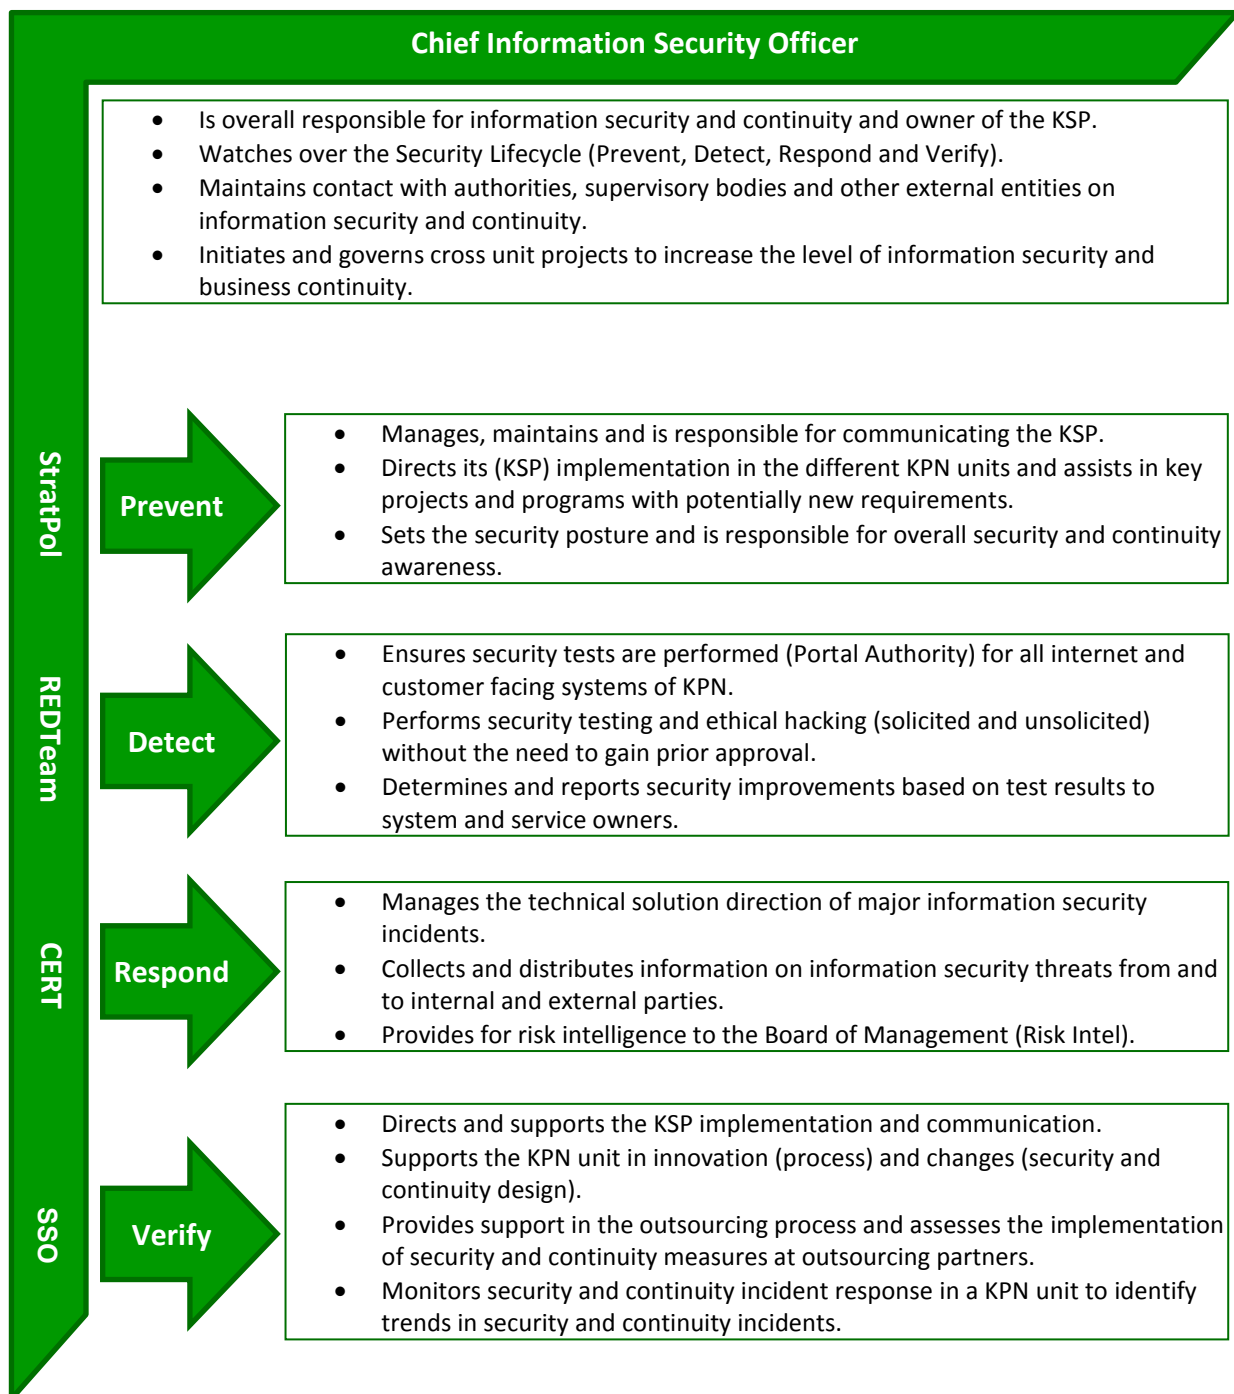 Chief Information Security Officer
• Is overall responsible for information security and continuity and owner of the KSP.
• Watches over the Security Lifecycle (Prevent, Detect, Respond and Verify).
• Maintains contact with authorities, supervisory bodies and other external entities on
information security and continuity.
• Initiates and governs cross unit projects to increase the level of information security and
business continuity.
StratPol
Prevent
• Manages, maintains and is responsible for communicating the KSP.
• Directs its (KSP) implementation in the different KPN units and assists in key
projects and programs with potentially new requirements.
• Sets the security posture and is responsible for overall security and continuity
awareness.
REDTeam
Detect
• Ensures security tests are performed (Portal Authority) for all internet and
customer facing systems of KPN.
• Performs security testing and ethical hacking (solicited and unsolicited)
without the need to gain prior approval.
• Determines and reports security improvements based on test results to
system and service owners.
CERT
Respond
• Manages the technical solution direction of major information security
incidents.
• Collects and distributes information on information security threats from and
to internal and external parties.
• Provides for risk intelligence to the Board of Management (Risk Intel).
SSO
Verify
• Directs and supports the KSP implementation and communication.
• Supports the KPN unit in innovation (process) and changes (security and
continuity design).
• Provides support in the outsourcing process and assesses the implementation
of security and continuity measures at outsourcing partners.
• Monitors security and continuity incident response in a KPN unit to identify
trends in security and continuity incidents.